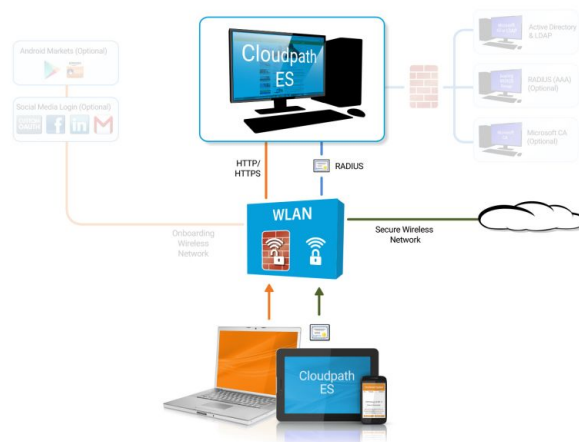 Android Markets (Optional)
Social Media Login (Optional)
Cloudpath
ES
Active Directory
& LDAP
RADIUS (AAA)
(Optional)
Microsoft CA
(Optional)
HTTP/
HTTPS
RADIUS
WLAN
Onboarding
Wireless
Network
Secure Wireless
Network
Cloudpath
ES